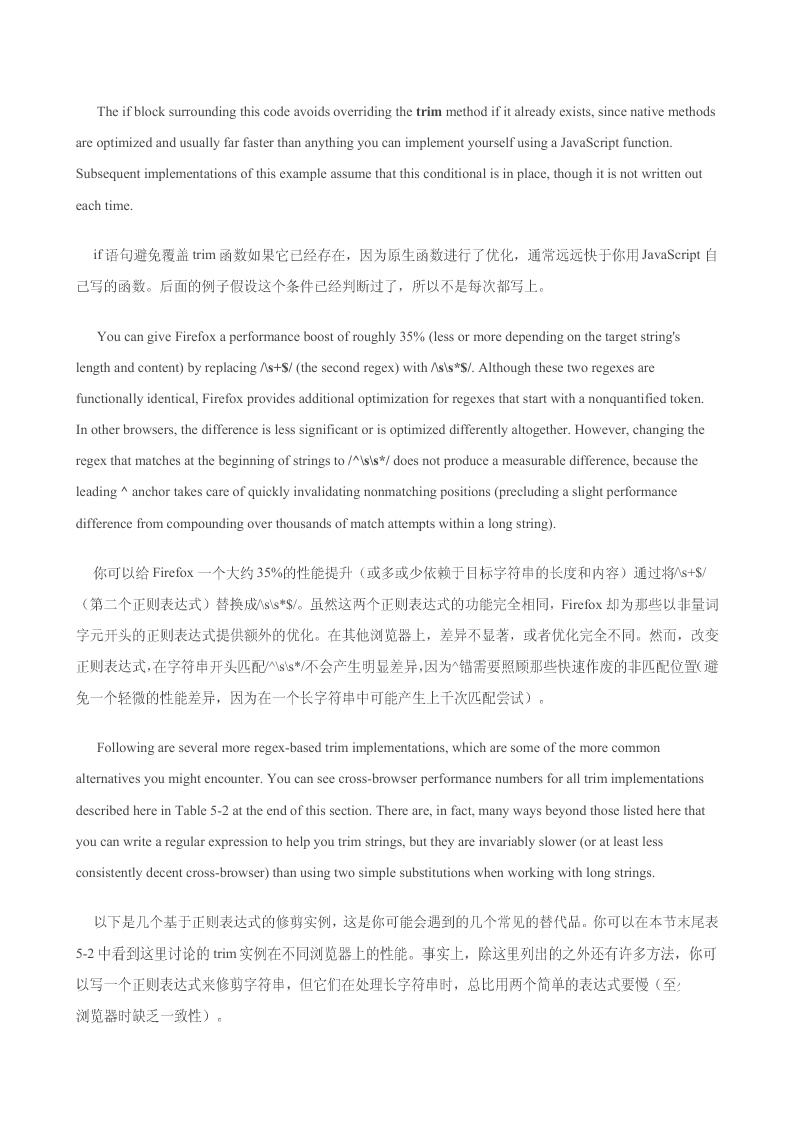 The if block surrounding this code avoids overriding the trim method if it already exists, since native methods
are optimized and usually far faster than anything you can implement yourself using a JavaScript function.
Subsequent implementations of this example assume that this conditional is in place, though it is not written out
each time.
if 语句避免覆盖 trim 函数如果它已经存在，因为原生函数进行了优化，通常远远快于你用 JavaScript 自
己写的函数。后面的例子假设这个条件已经判断过了，所以不是每次都写上。
You can give Firefox a performance boost of roughly 35% (less or more depending on the target string's
length and content) by replacing /\s+$/ (the second regex) with /\s\s*$/. Although these two regexes are
functionally identical, Firefox provides additional optimization for regexes that start with a nonquantified token.
In other browsers, the difference is less significant or is optimized differently altogether. However, changing the
regex that matches at the beginning of strings to /^\s\s*/ does not produce a measurable difference, because the
leading ^ anchor takes care of quickly invalidating nonmatching positions (precluding a slight performance
difference from compounding over thousands of match attempts within a long string).
你可以给 Firefox 一个大约 35%的性能提升（或多或少依赖于目标字符串的长度和内容）通过将/\s+$/
（第二个正则表达式）替换成/\s\s*$/。虽然这两个正则表达式的功能完全相同，Firefox 却为那些以非量词
字元开头的正则表达式提供额外的优化。在其他浏览器上，差异不显著，或者优化完全不同。然而，改变
正则表达式，在字符串开头匹配/^\s\s*/不会产生明显差异，因为^锚需要照顾那些快速作废的非匹配位置（避
免一个轻微的性能差异，因为在一个长字符串中可能产生上千次匹配尝试）。
Following are several more regex-based trim implementations, which are some of the more common
alternatives you might encounter. You can see cross-browser performance numbers for all trim implementations
described here in Table 5-2 at the end of this section. There are, in fact, many ways beyond those listed here that
you can write a regular expression to help you trim strings, but they are invariably slower (or at least less
consistently decent cross-browser) than using two simple substitutions when working with long strings.
以下是几个基于正则表达式的修剪实例，这是你可能会遇到的几个常见的替代品。你可以在本节末尾表
5-2 中看到这里讨论的 trim 实例在不同浏览器上的性能。事实上，除这里列出的之外还有许多方法，你可
以写一个正则表达式来修剪字符串，但它们在处理长字符串时，总比用两个简单的表达式要慢（至
浏览器时缺乏一致性）。